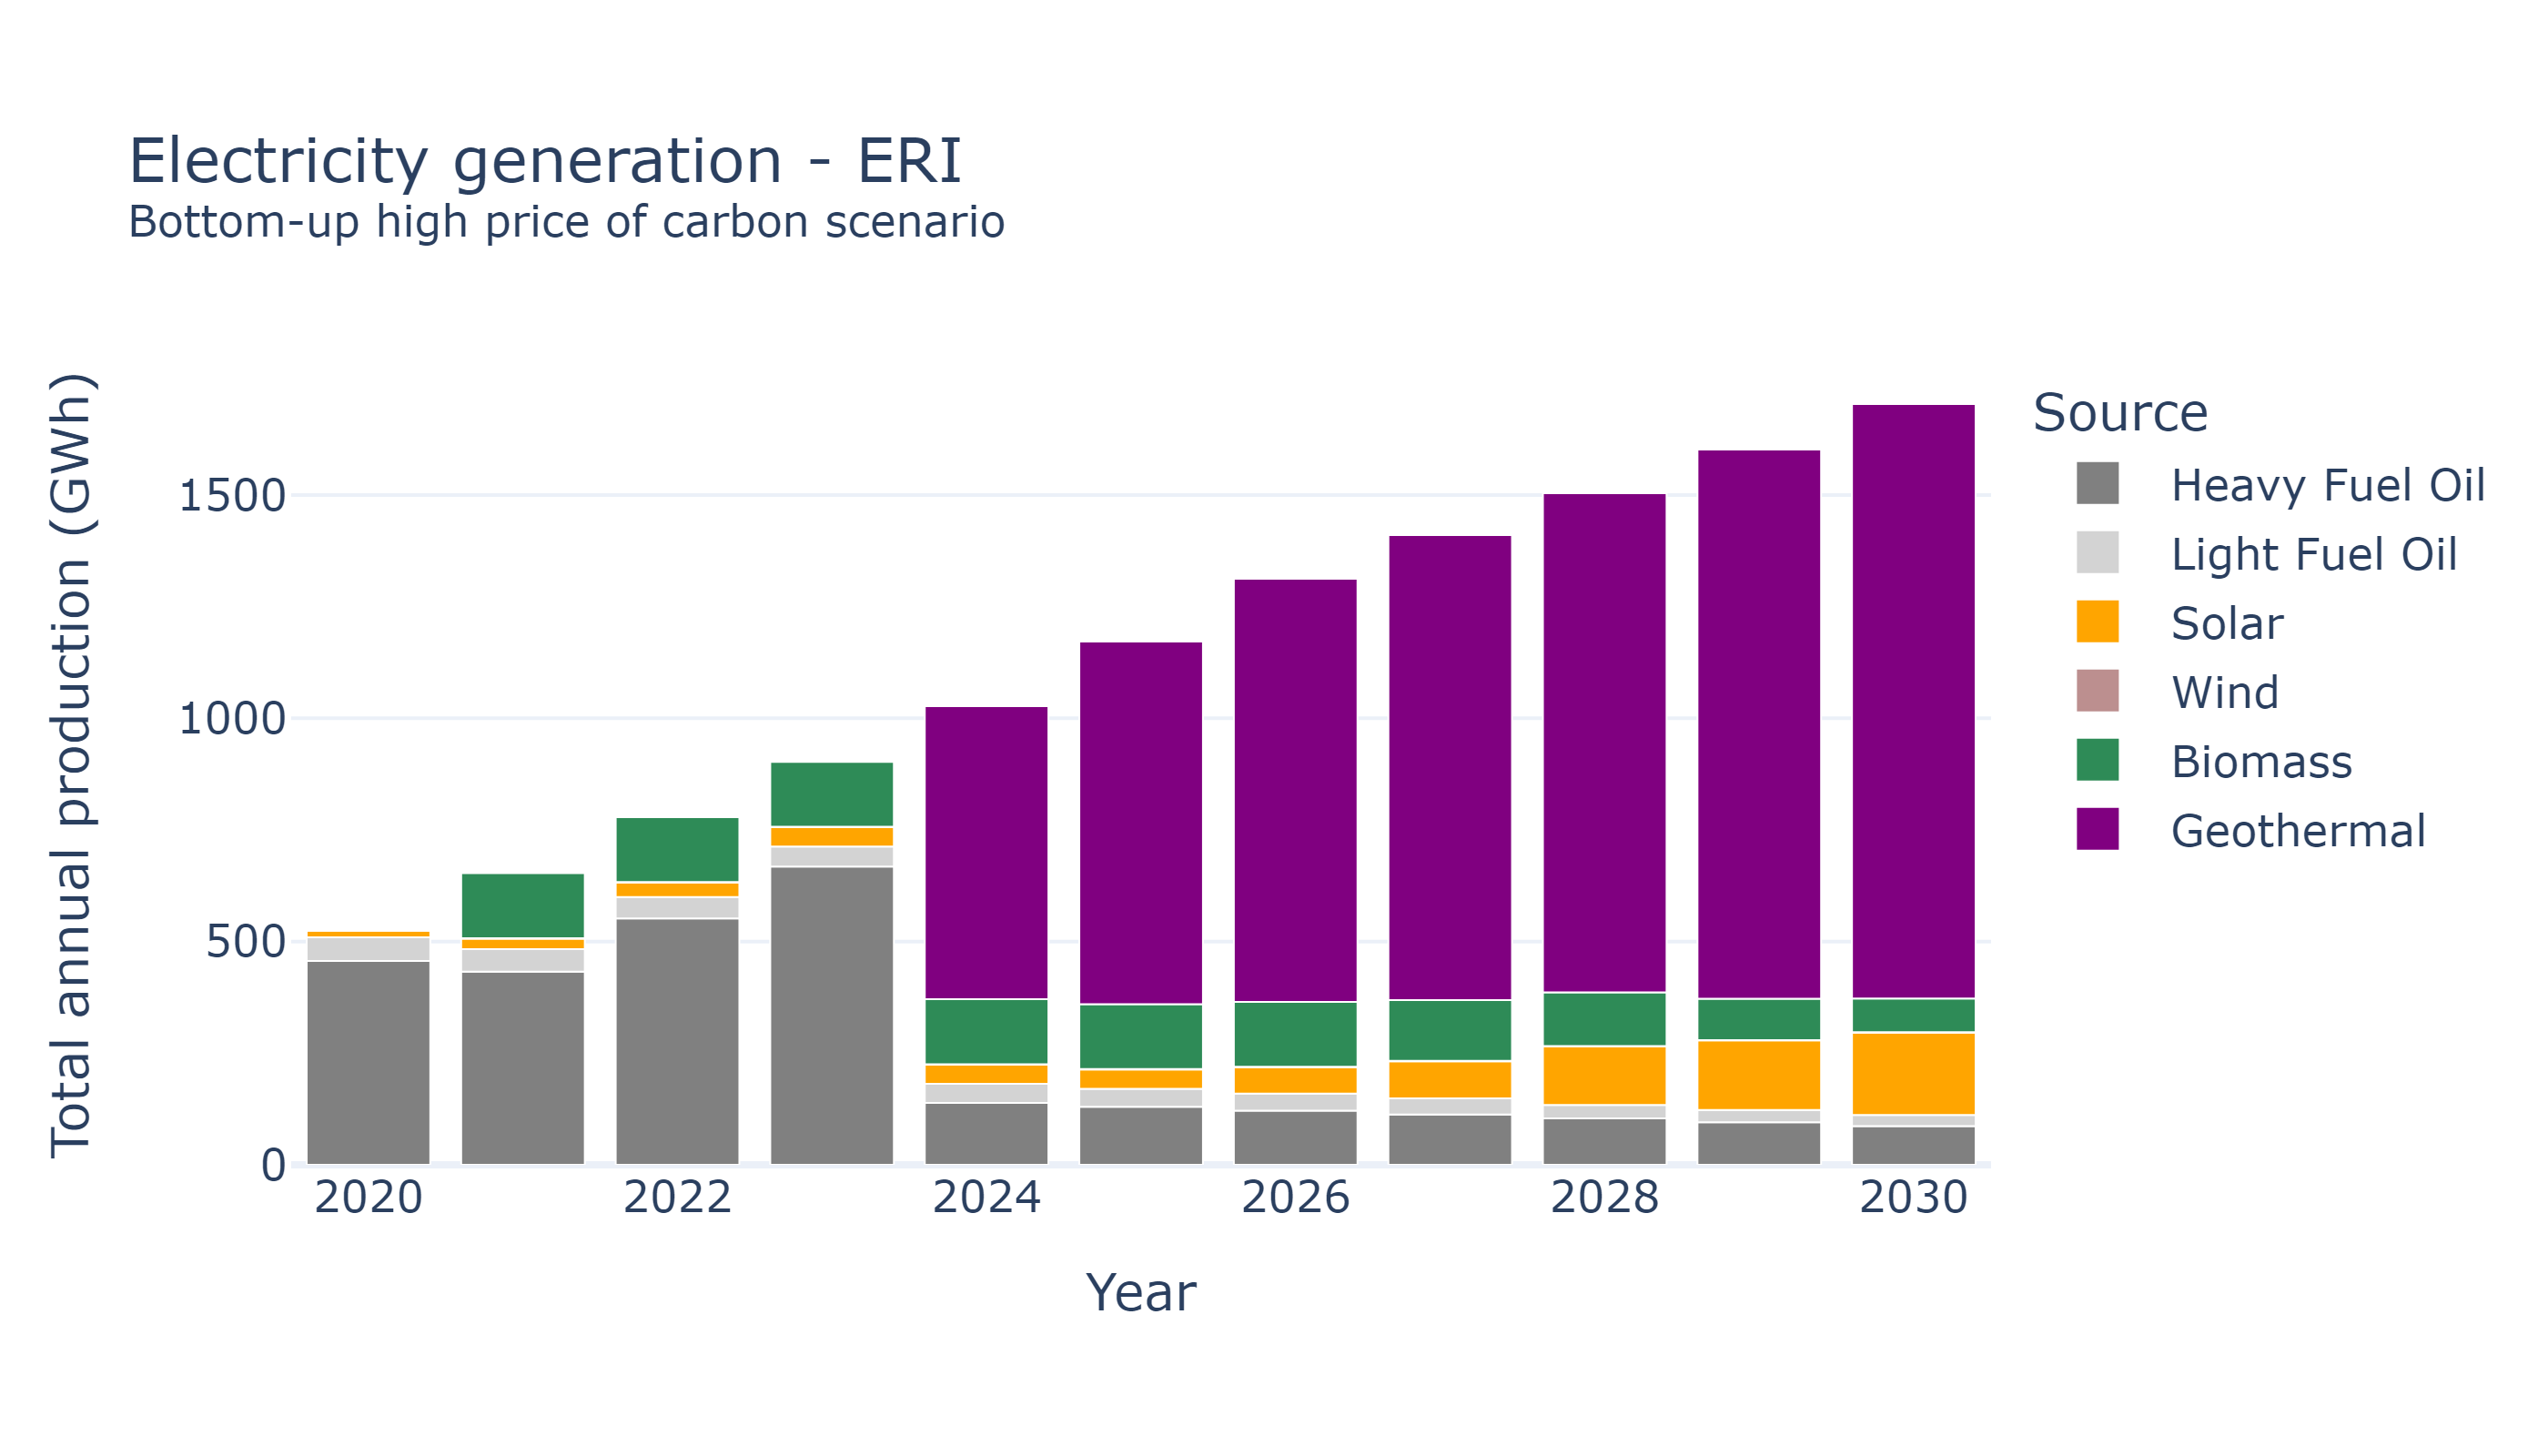 Electricity generation - ERI
Bottom-up high price of carbon scenario
Total annual production (GWh)
1500
1000
500
0
2020 2022 2024 2026 2028 2030
Year
Source
Heavy Fuel Oil
Light Fuel Oil
Solar
Wind
Biomass
Geothermal